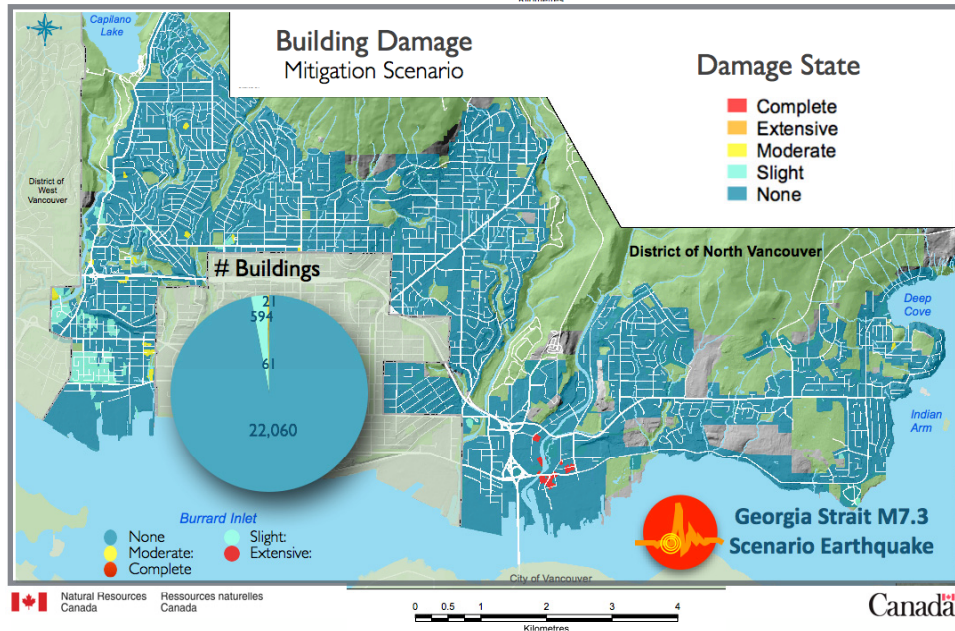 Capilano
Lake
Building Damage
Mitigation Scenario
Damage State
Complete
Extensive
Moderate
Slight
None
District of
West
Vancouver
District of North Vancouver
# Buildings
21
594
61
22,060
Deep
Cove
Indian
Arm
Burrard Inlet
None
Slight:
Moderate:
Extensive:
Complete
Georgia Strait M7.3
Scenario Earthquake
City of Vancouver
Natural Resources
Canada
Ressources naturelles
Canada
0 0.5 1 2 3 4
Kilometres
Canada